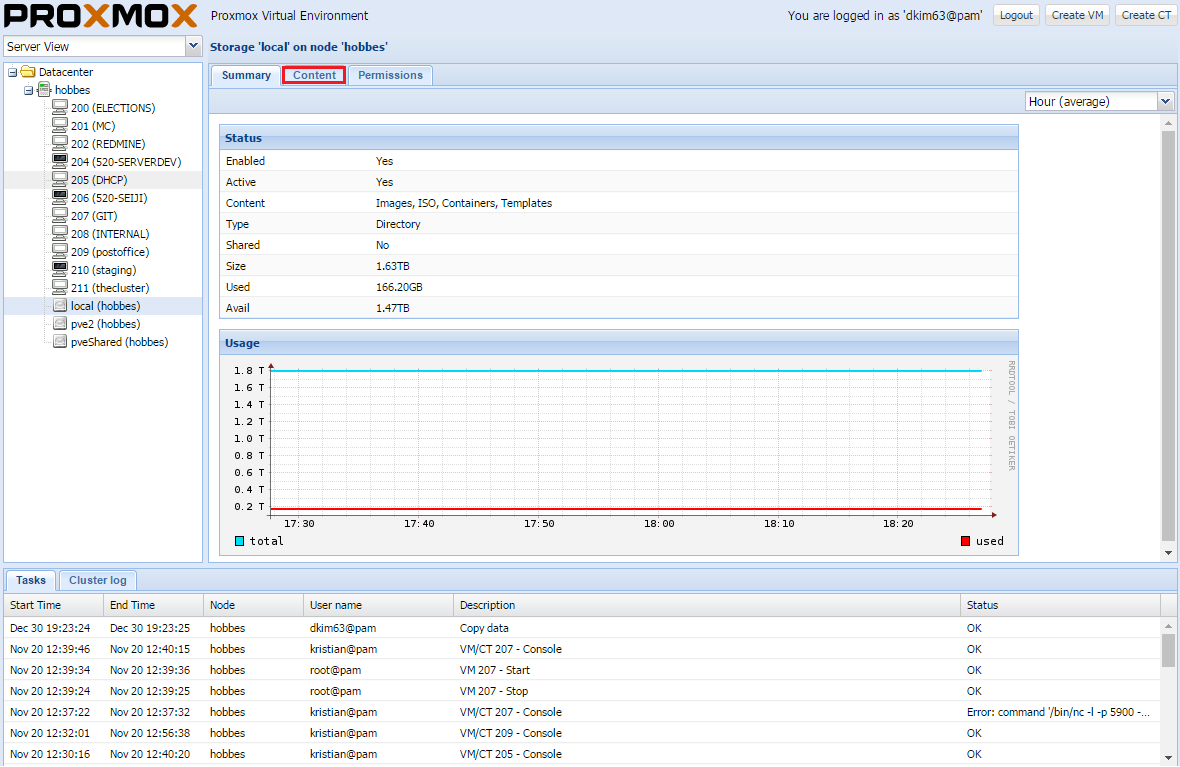 PROXMOX Proxmox Virtual Environment You are logged in as 'dkim63@pam' Logout Create VM Create CT
Server View
Storage 'local' on node 'hobbes'
Datacenter
hobbes
200 (ELECTIONS)
201 (MC)
202 (REDMINE)
204 (520-SERVERDEV)
205 (DHCP)
206 (520-SEIJI)
207 (GIT)
208 (INTERNAL)
209 (postoffice)
210 (staging)
211 (thecluster)
local (hobbes)
pve2 (hobbes)
pveShared (hobbes)
Summary Content Permissions
Hour (average)
Status
Enabled Yes
Active Yes
Content Images, ISO, Containers, Templates
Type Directory
Shared No
Size 1.63TB
Used 166.20GB
Avail 1.47TB
Usage
1.8 T
1.6 T
1.4 T
1.2 T
1.0 T
0.8 T
0.6 T
0.4 T
0.2 T
17:30 17:40 17:50 18:00 18:10 18:20
total used
RRDTOOL / TOBI OETIKER
Tasks Cluster log
Start Time End Time Node User name Description Status
Dec 30 19:23:24 Dec 30 19:23:25 hobbes dkim63@pam Copy data OK
Nov 20 12:39:46 Nov 20 12:40:15 hobbes kristian@pam VM/CT 207 - Console OK
Nov 20 12:39:34 Nov 20 12:39:36 hobbes root@pam VM 207 - Start OK
Nov 20 12:39:24 Nov 20 12:39:25 hobbes root@pam VM 207 - Stop OK
Nov 20 12:37:22 Nov 20 12:37:32 hobbes kristian@pam VM/CT 207 - Console Error: command '/bin/nc -l -p 5900 -...
Nov 20 12:32:01 Nov 20 12:56:38 hobbes kristian@pam VM/CT 209 - Console OK
Nov 20 12:30:16 Nov 20 12:40:20 hobbes kristian@pam VM/CT 205 - Console OK